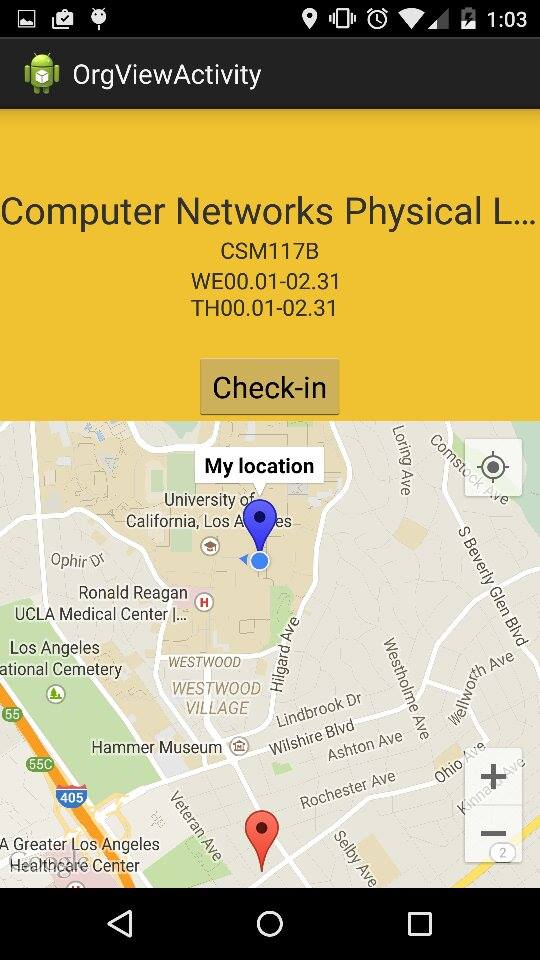 1:03
OrgViewActivity
Computer Networks Physical L...
CSM117B
WE00.01-02.31
TH00.01-02.31
Check-in
Loring Ave
Comstock Ave
My location
University of
California, Los Angeles
S Beverly Glen Blvd
Ophir Dr
Ronald Reagan
UCLA Medical Center |...
H
Hilgard Ave
Los Angeles
ational Cemetery
WESTWOOD
Westholme Ave
Wellworth Ave
WESTWOOD
VILLAGE
Lindbrook Dr
55
Wilshire Blvd
Hammer Museum
Ashton Ave
55C
Ohio Ave
+
405
Rochester Ave
Kinnard Ave
Veteran Ave
Selby Ave
−
A Greater Los Angeles
Healthcare Center
Google
2